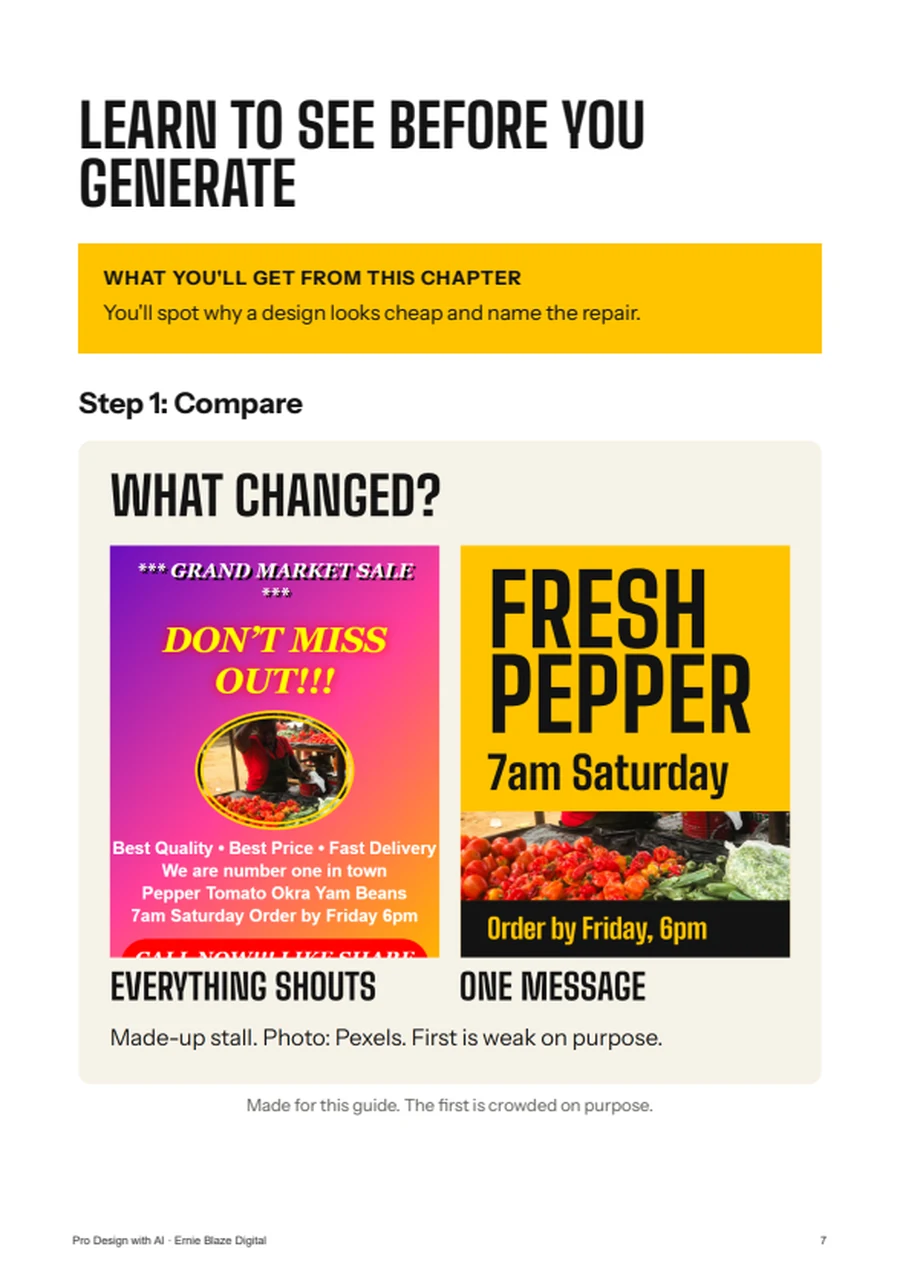 LEARN TO SEE BEFORE YOU
GENERATE
WHAT YOU'LL GET FROM THIS CHAPTER
You'll spot why a design looks cheap and name the repair.
Step 1: Compare
WHAT CHANGED?
*** GRAND MARKET SALE
***
DON'T MISS
OUT!!!
Best Quality • Best Price • Fast Delivery
We are number one in town
Pepper Tomato Okra Yam Beans
7am Saturday Order by Friday 6pm
CALL NOW!!! LIKE SHARE
EVERYTHING SHOUTS
FRESH
PEPPER
7am Saturday
Order by Friday, 6pm
ONE MESSAGE
Made-up stall. Photo: Pexels. First is weak on purpose.
Made for this guide. The first is crowded on purpose.
Pro Design with AI · Ernie Blaze Digital
7